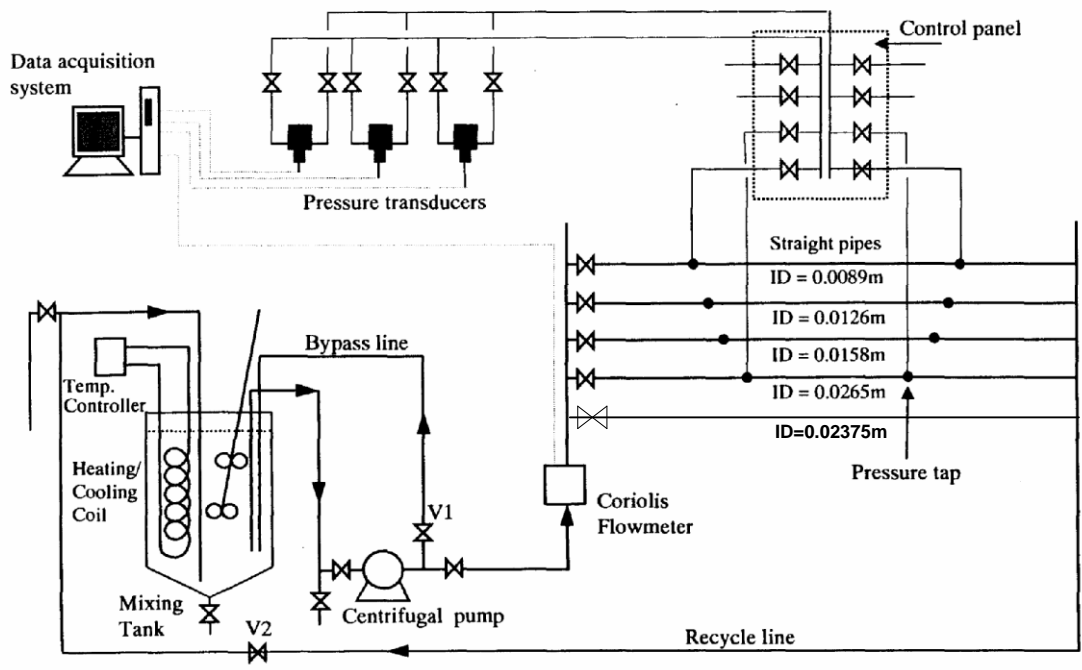 Control panel
Data acquisition
system
Pressure transducers
Straight pipes
ID = 0.0089m
ID = 0.0126m
ID = 0.0158m
ID = 0.0265m
ID=0.02375m
Pressure tap
Bypass line
Temp.
Controller
Heating/
Cooling
Coil
V1
Coriolis
Flowmeter
Mixing
Tank
Centrifugal pump
V2
Recycle line